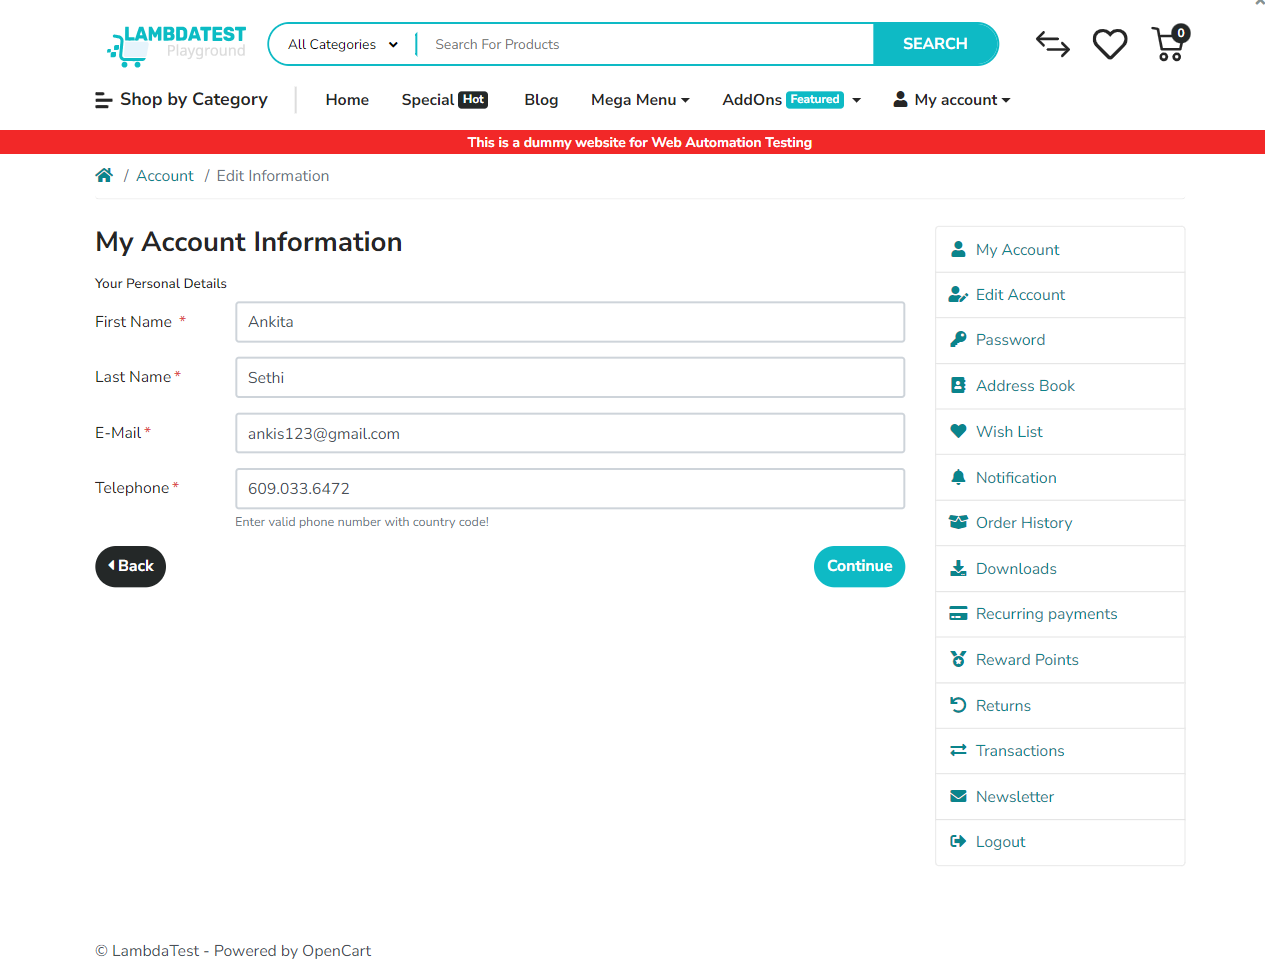 LAMBDATEST
Playground
All Categories
Search For Products
SEARCH
0
Shop by Category
Home
Special Hot
Blog
Mega Menu
AddOns Featured
My account
This is a dummy website for Web Automation Testing
/ Account / Edit Information
My Account Information
Your Personal Details
First Name * Ankita
Last Name * Sethi
E-Mail * ankis123@gmail.com
Telephone * 609.033.6472
Enter valid phone number with country code!
Back
Continue
My Account
Edit Account
Password
Address Book
Wish List
Notification
Order History
Downloads
Recurring payments
Reward Points
Returns
Transactions
Newsletter
Logout
© LambdaTest - Powered by OpenCart